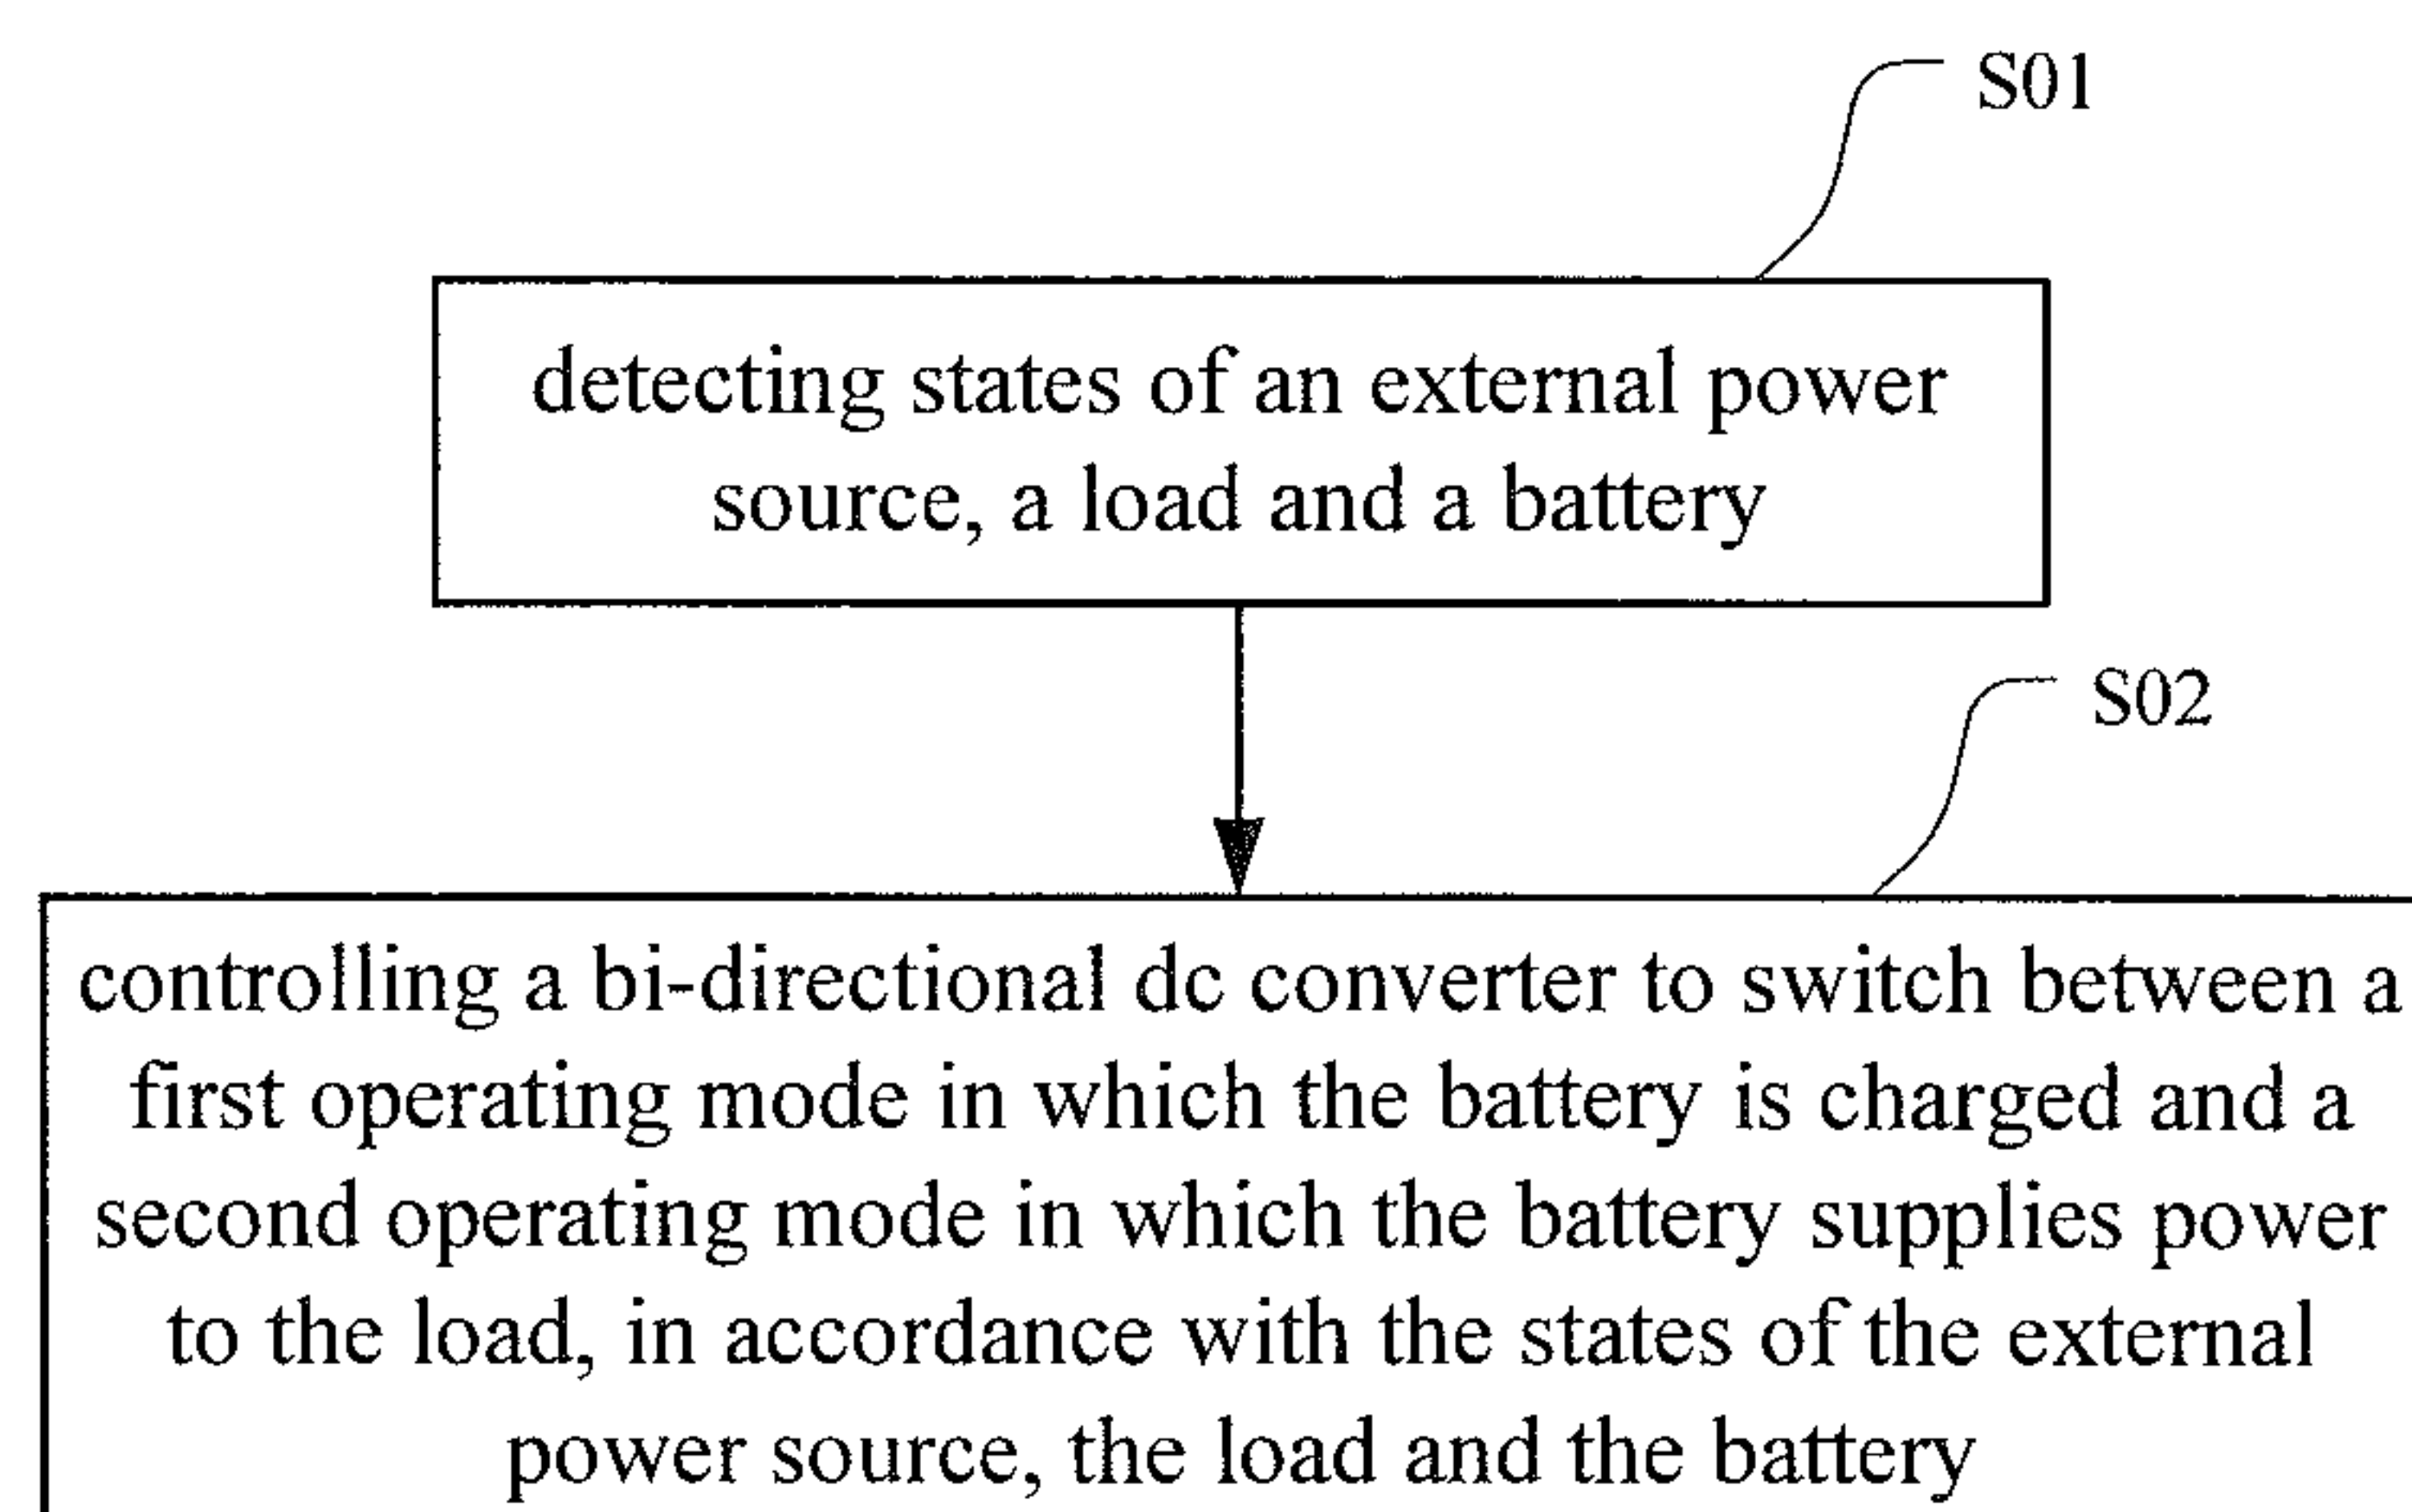 S01
detecting states of an external power
source, a load and a battery
S02
controlling a bi-directional dc converter to switch between a
first operating mode in which the battery is charged and a
second operating mode in which the battery supplies power
to the load, in accordance with the states of the external
power source, the load and the battery